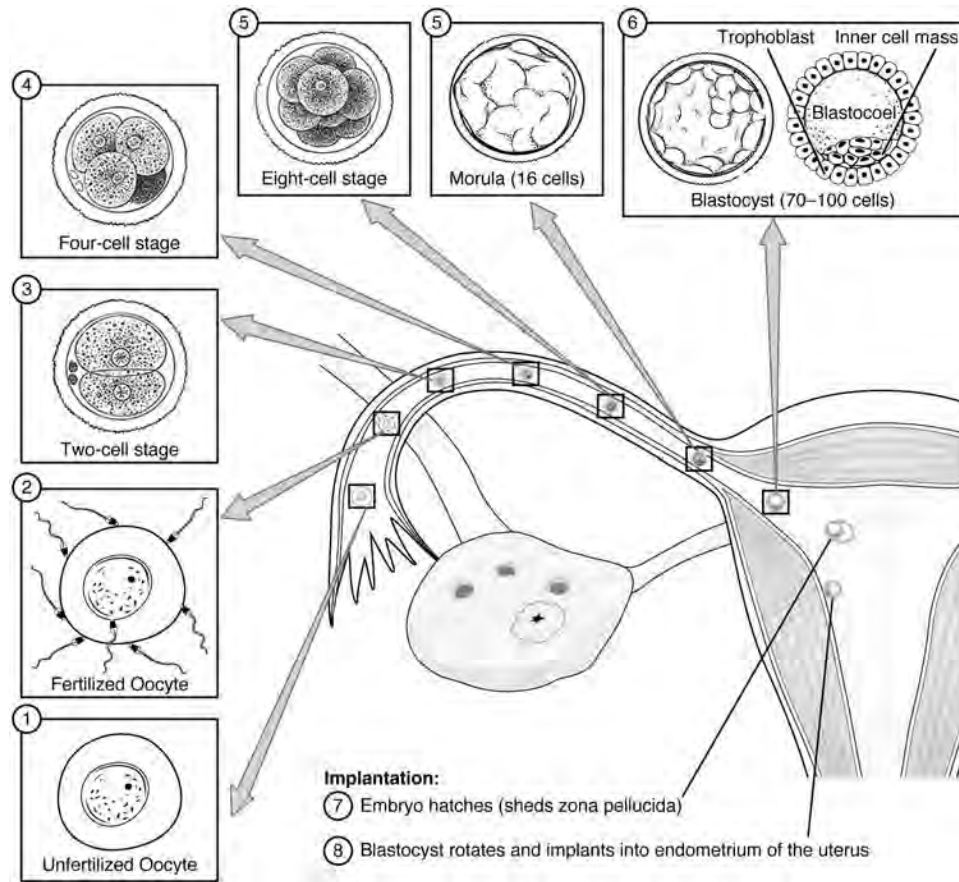 5
5
6
Trophoblast Inner cell mass
4
Blastocoel
Eight-cell stage
Morula (16 cells)
Blastocyst (70–100 cells)
Four-cell stage
3
Two-cell stage
2
Fertilized Oocyte
1
Unfertilized Oocyte
Implantation:
7 Embryo hatches (sheds zona pellucida)
8 Blastocyst rotates and implants into endometrium of the uterus